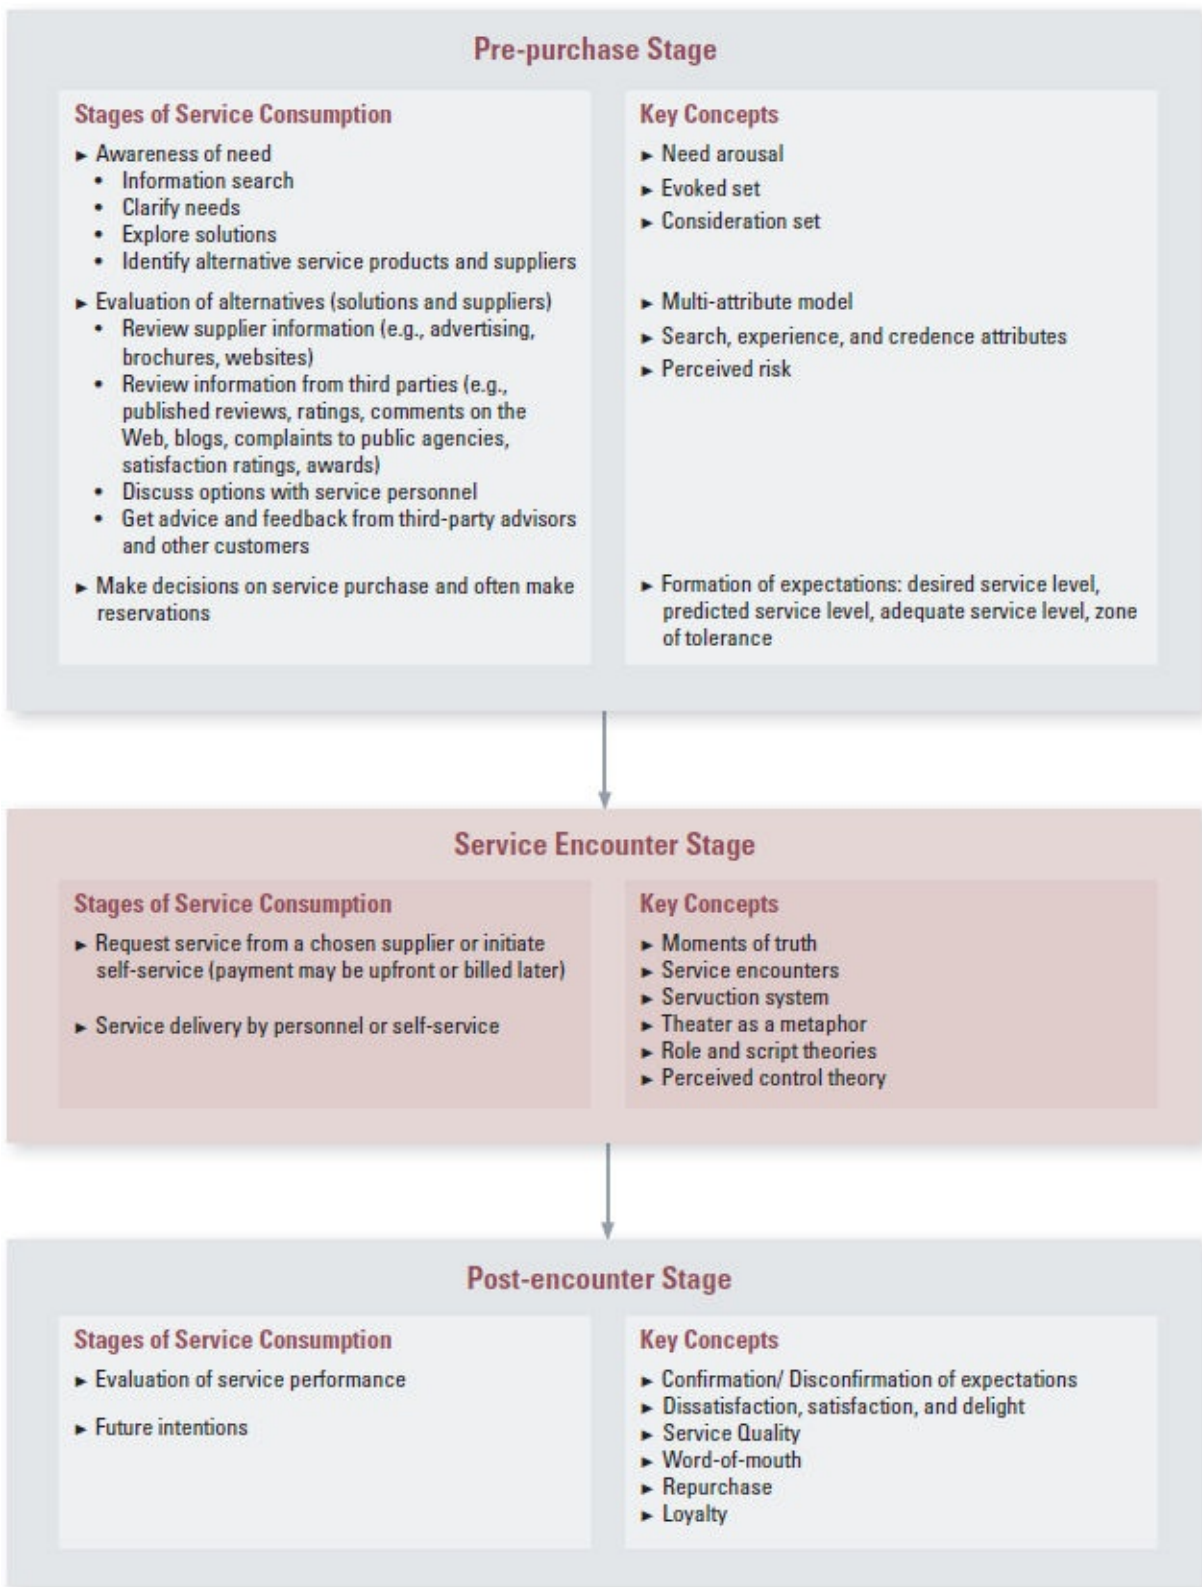 Pre-purchase Stage
Stages of Service Consumption
► Awareness of need
• Information search
• Clarify needs
• Explore solutions
• Identify alternative service products and suppliers
► Evaluation of alternatives (solutions and suppliers)
• Review supplier information (e.g., advertising,
brochures, websites)
• Review information from third parties (e.g.,
published reviews, ratings, comments on the
Web, blogs, complaints to public agencies,
satisfaction ratings, awards)
• Discuss options with service personnel
• Get advice and feedback from third-party advisors
and other customers
► Make decisions on service purchase and often make
reservations
Key Concepts
► Need arousal
► Evoked set
► Consideration set
► Multi-attribute model
► Search, experience, and credence attributes
► Perceived risk
► Formation of expectations: desired service level,
predicted service level, adequate service level, zone
of tolerance
Service Encounter Stage
Stages of Service Consumption
► Request service from a chosen supplier or initiate
self-service (payment may be upfront or billed later)
► Service delivery by personnel or self-service
Key Concepts
► Moments of truth
► Service encounters
► Servuction system
► Theater as a metaphor
► Role and script theories
► Perceived control theory
Post-encounter Stage
Stages of Service Consumption
► Evaluation of service performance
► Future intentions
Key Concepts
► Confirmation/ Disconfirmation of expectations
► Dissatisfaction, satisfaction, and delight
► Service Quality
► Word-of-mouth
► Repurchase
► Loyalty